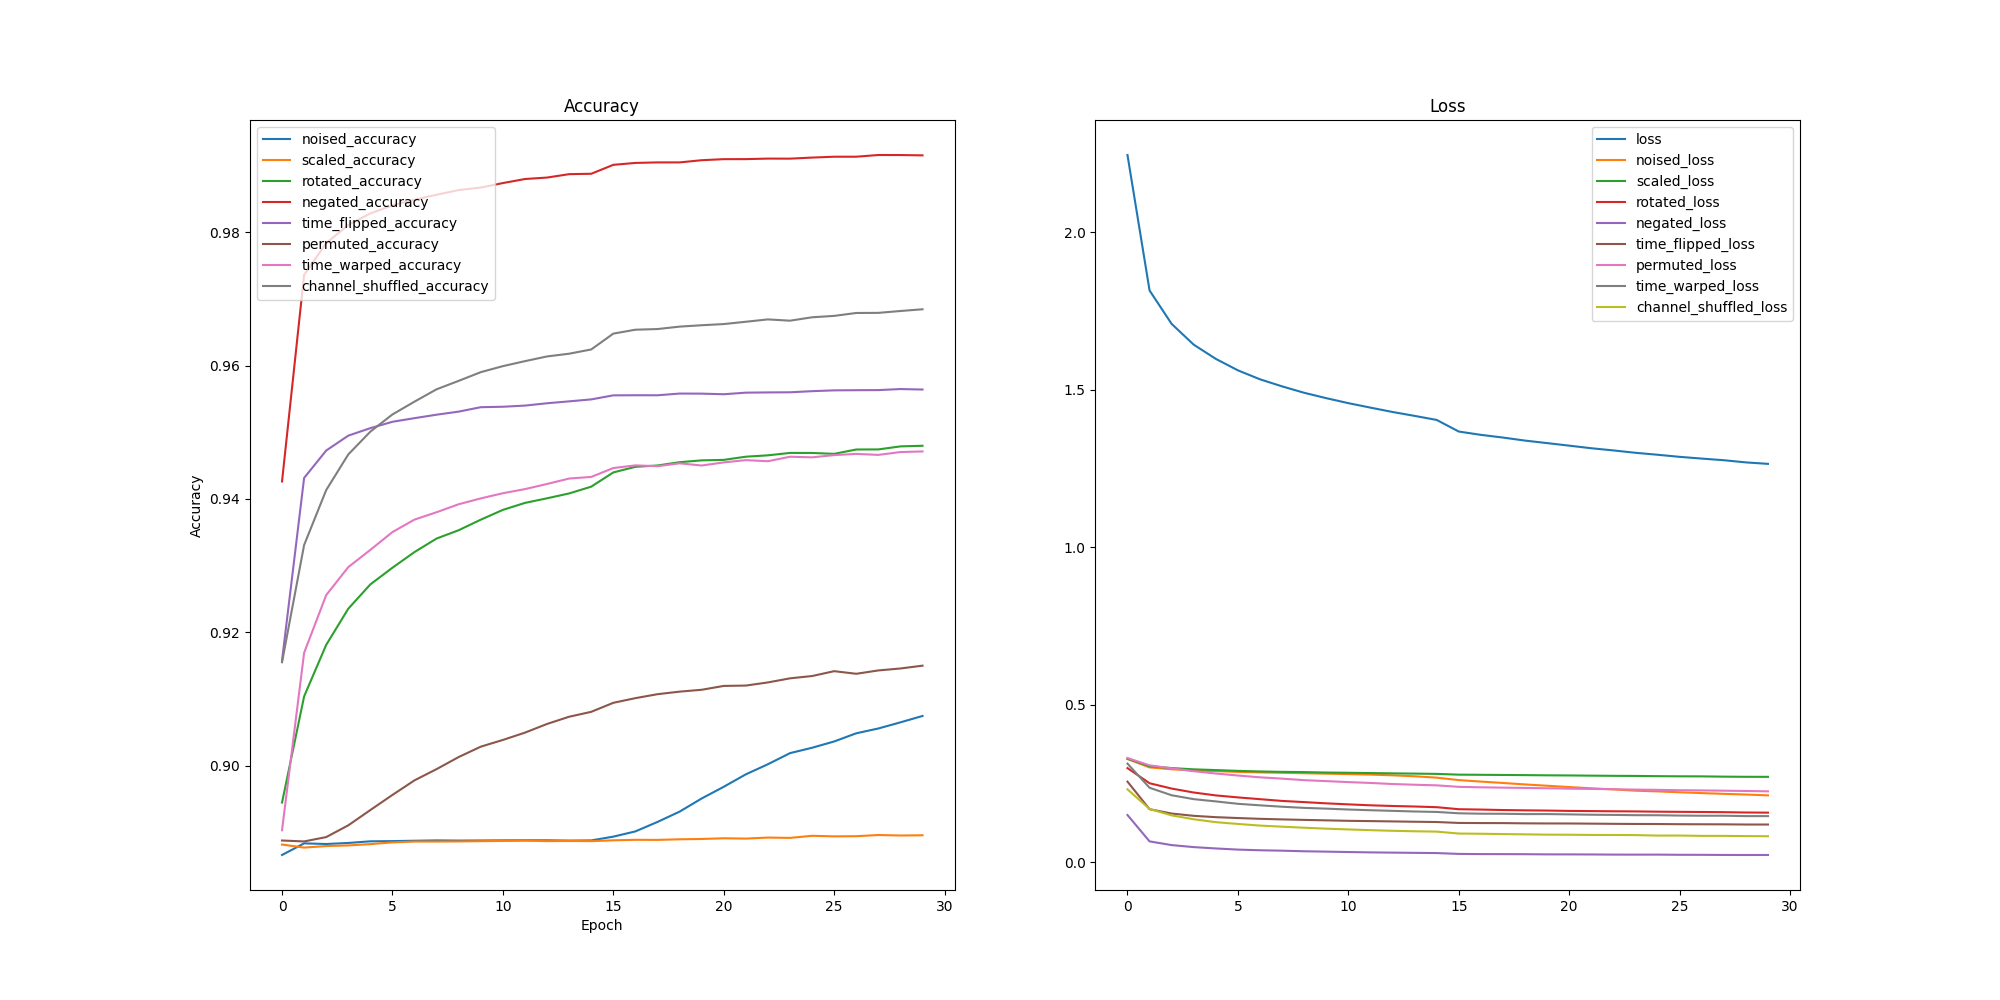 Accuracy
noised_accuracy
scaled_accuracy
rotated_accuracy
negated_accuracy
time_flipped_accuracy
permuted_accuracy
time_warped_accuracy
channel_shuffled_accuracy
0.98
0.96
0.94
0.92
0.90
Accuracy
0 5 10 15 20 25 30
Epoch
Loss
loss
noised_loss
scaled_loss
rotated_loss
negated_loss
time_flipped_loss
permuted_loss
time_warped_loss
channel_shuffled_loss
2.0
1.5
1.0
0.5
0.0
0 5 10 15 20 25 30